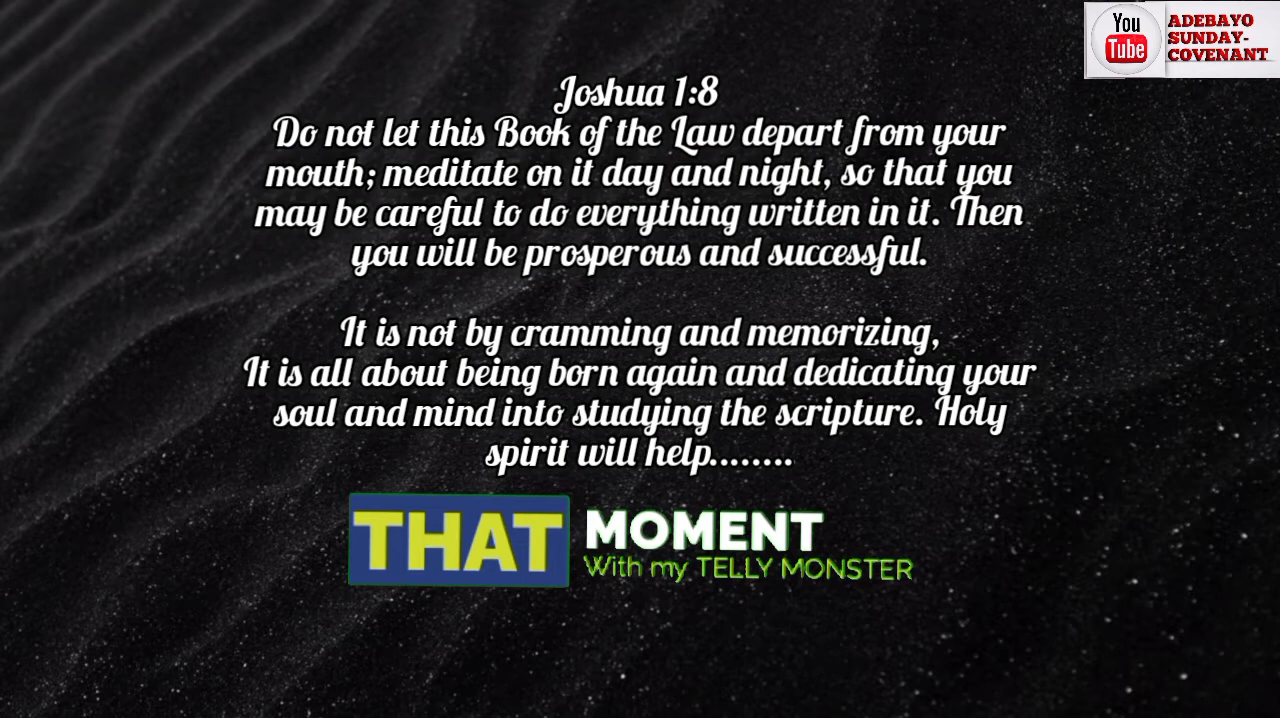 You
Tube
ADEBAYO
SUNDAY-
COVENANT
Joshua 1:8
Do not let this Book of the Law depart from your
mouth; meditate on it day and night, so that you
may be careful to do everything written in it. Then
you will be prosperous and successful.
It is not by cramming and memorizing,
It is all about being born again and dedicating your
soul and mind into studying the scripture. Holy
spirit will help........
THAT MOMENT
With my TELLY MONSTER